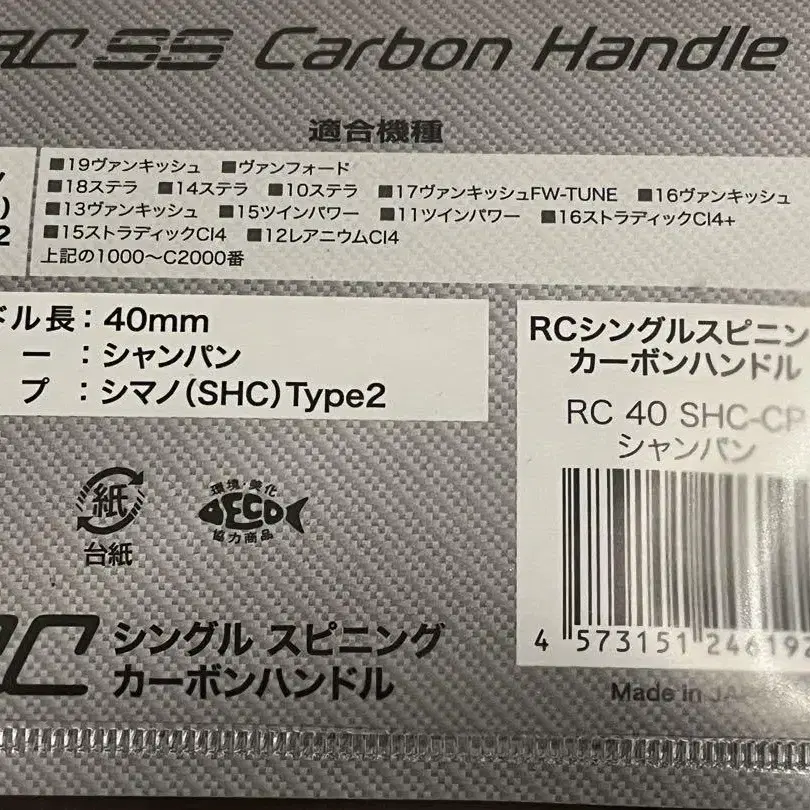 RC SS Carbon Handle
適合機種
■19ヴァンキッシュ ■ヴァンフォード
■18ステラ ■14ステラ ■10ステラ ■17ヴァンキッシュFW-TUNE ■16ヴァンキッシュ
■13ヴァンキッシュ ■15ツインパワー ■11ツインパワー ■16ストラディックCI4+
■15ストラディックCI4 ■12レアニウムCI4
上記の1000〜C2000番
)
2
ドル長：40mm
ー：シャンパン
プ：シマノ(SHC)Type2
RCシングルスピニン
カーボンハンドル
RC 40 SHC-CP
シャンパン
4 573151 246192
Made in JAPAN
紙
台紙
環境・美化
ECO
協力商品
RC シングル スピニング
カーボンハンドル